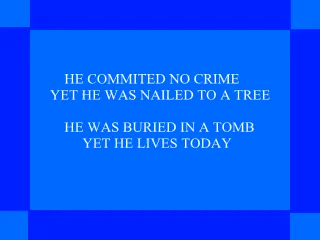 HE COMMITED NO CRIME
YET HE WAS NAILED TO A TREE
HE WAS BURIED IN A TOMB
YET HE LIVES TODAY